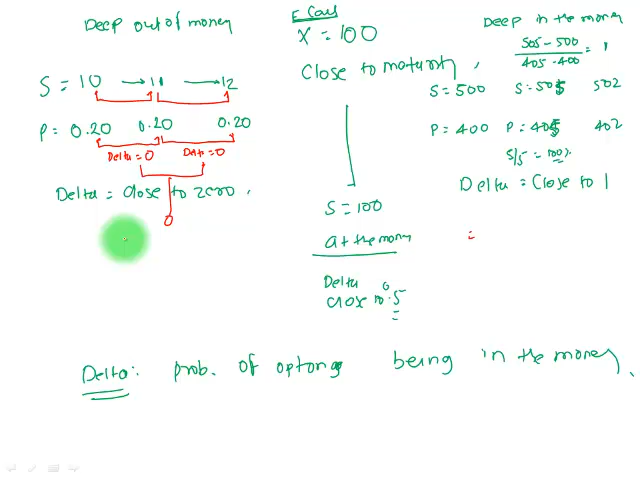 Deep out of money
S = 10 → 11 → 12
P = 0.20 0.20 0.20
Delta = 0 Delta = 0
Delta = close to zero,
0
E Call
X = 100
Close to maturity,
S = 100
at the money
Delta
close to 0.5
=
Deep in the money
505 - 500
405 - 400
= 1
S = 500 S = 505 502
P = 400 P = 405 402
5/5 = 100%
Delta = Close to 1
=
Delta: prob. of options being in the money.